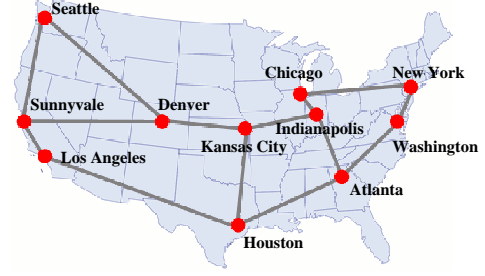 Seattle
Chicago
New York
Sunnyvale
Denver
Indianapolis
Kansas City
Washington
Los Angeles
Atlanta
Houston